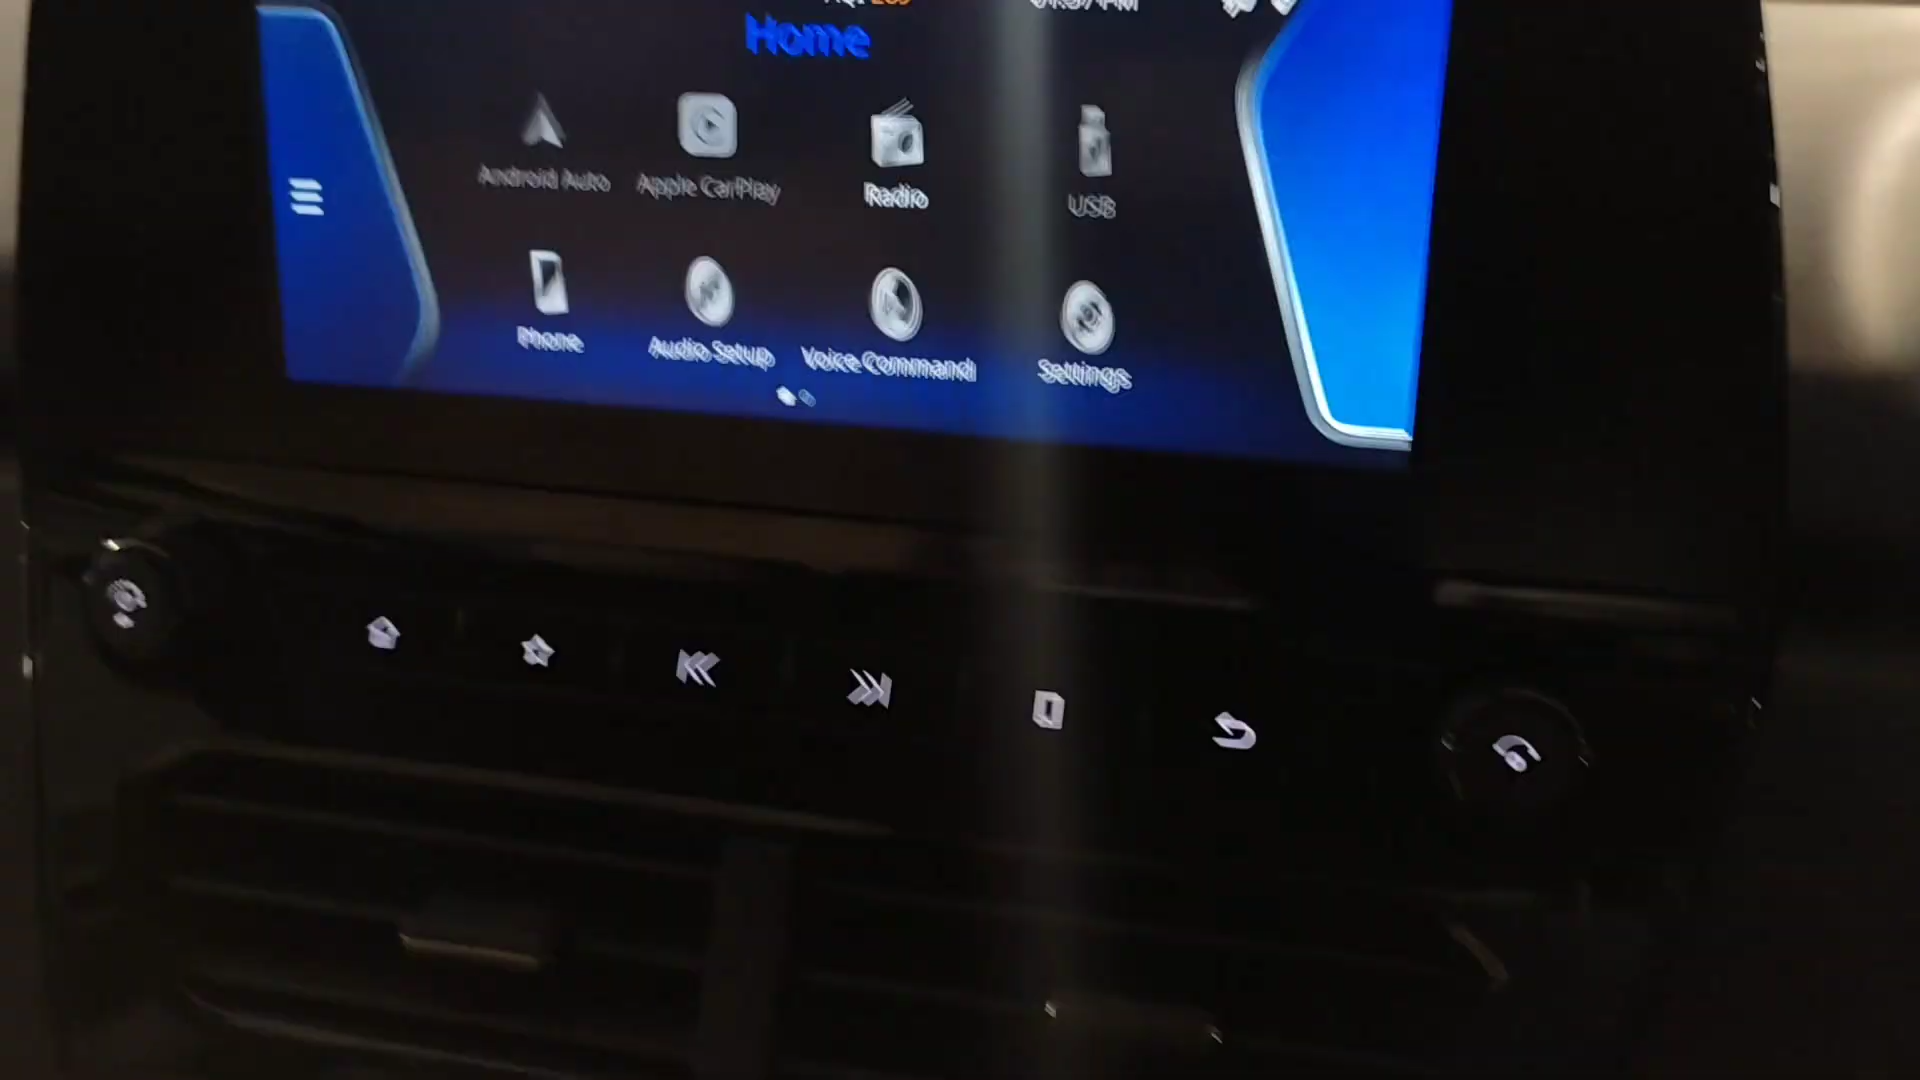 Home
Android Auto
Apple CarPlay
Radio
USB
Phone
Audio Setup
Voice Command
Settings